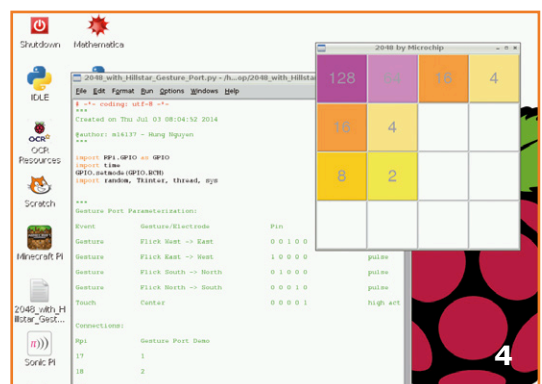 Shutdown
Mathematica
IDLE
OCR
Resources
Scratch
Minecraft Pi
2048_with_H
illstar_Gest...
Sonic Pi
2048_with_Hillstar_Gesture_Port.py - /h...op/2048_with_Hillstar
File Edit Format Run Options Windows Help
# -*- coding: utf-8 -*-
"""
Created on Thu Jul 03 08:04:52 2014
@author: m16137 - Hung Nguyen
"""
import RPi.GPIO as GPIO
import time
GPIO.setmode(GPIO.BCM)
import random, Tkinter, thread, sys
"""
Gesture Port Parameterization:
Event Gesture/Electrode Pin
Gesture Flick West -> East 0 0 1 0 0
Gesture Flick East -> West 1 0 0 0 0 pulse
Gesture Flick South -> North 0 1 0 0 0 pulse
Gesture Flick North -> South 0 0 0 1 0 pulse
Touch Center 0 0 0 0 1 high act
Connections:
Rpi Gesture Port Demo
17 1
18 2
2048 by Microchip
128 64 16 4
16 4
8 2
4